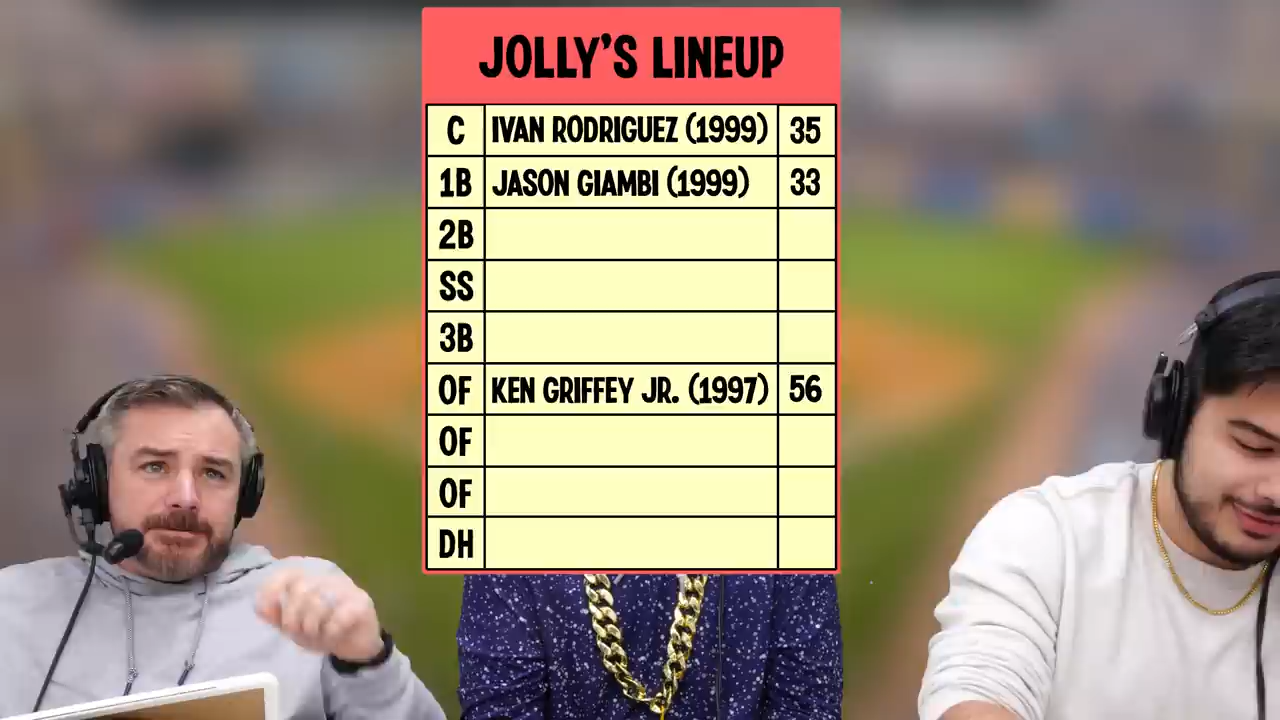 JOLLY'S LINEUP
C IVAN RODRIGUEZ (1999) 35
1B JASON GIAMBI (1999) 33
2B
SS
3B
OF KEN GRIFFEY JR. (1997) 56
OF
OF
DH